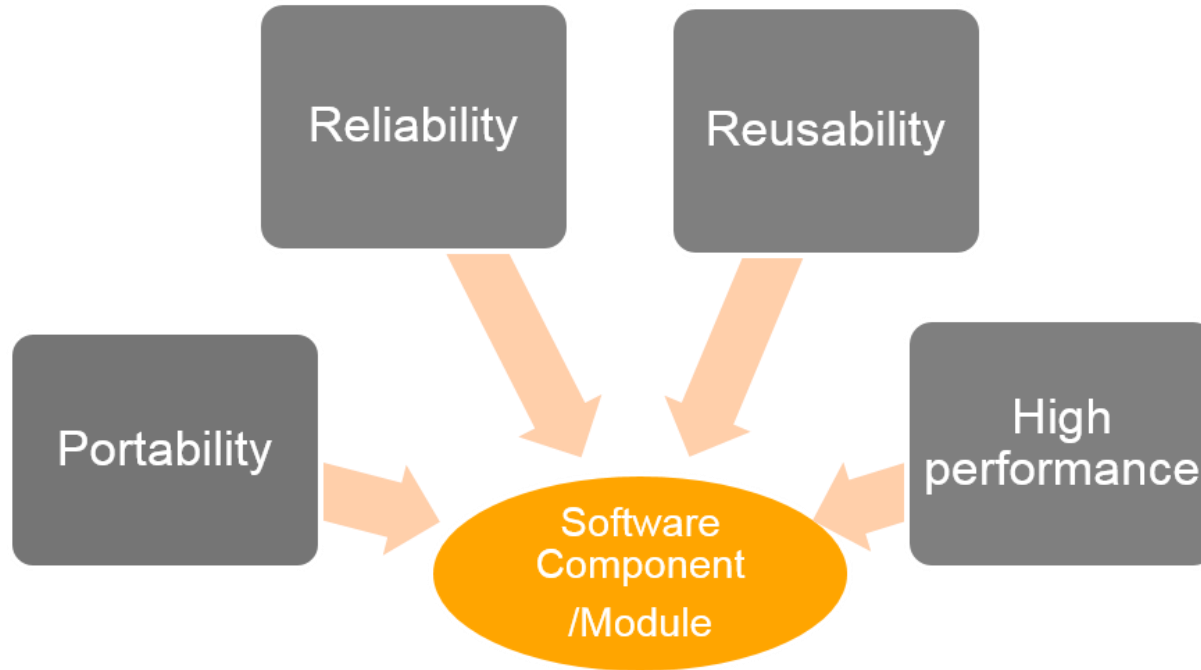 Reliability
Reusability
Portability
High
performance
Software
Component
/Module